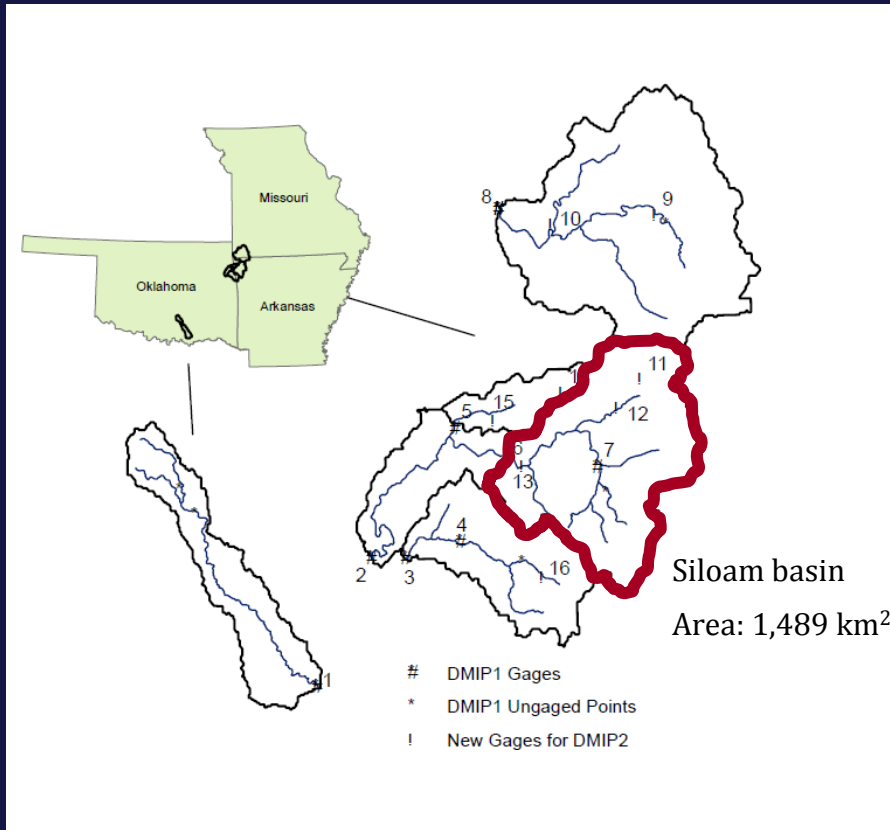 Missouri
Oklahoma
Arkansas
8
9
10
11
1
12
15
5
7
6
13
4
2
3
16
1
Siloam basin
Area: 1,489 km²
# DMIP1 Gages
* DMIP1 Ungaged Points
! New Gages for DMIP2